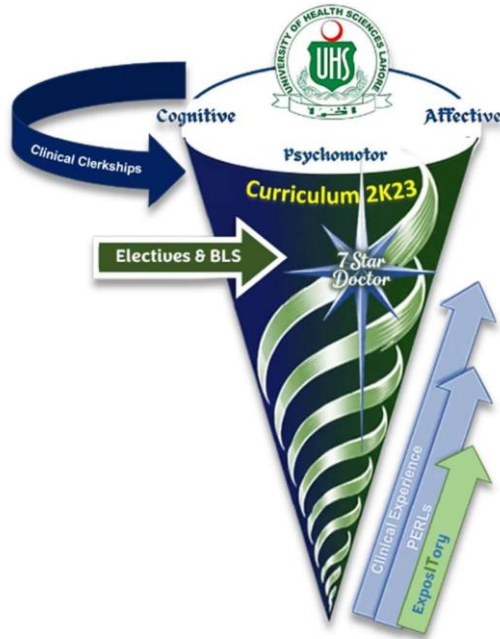 UNIVERSITY OF HEALTH SCIENCES LAHORE
UHS
اقرأ
Cognitive
Affective
Psychomotor
Clinical Clerkships
Curriculum 2K23
Electives & BLS
7 Star
Doctor
Clinical Experience
PERLs
ExposITory